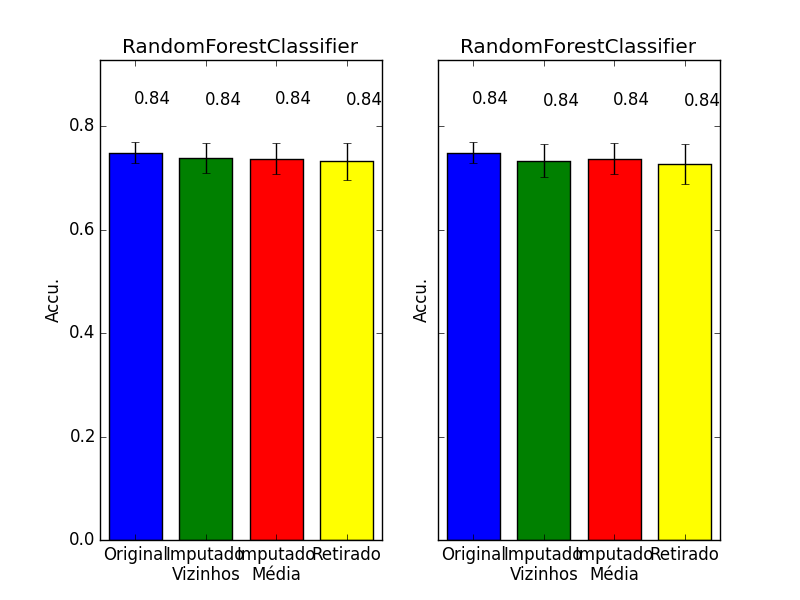 RandomForestClassifier
0.84 0.84 0.84 0.84
0.8
0.6
0.4
0.2
0.0
Accu.
Original Imputado Imputado Retirado
Vizinhos Média
RandomForestClassifier
0.84 0.84 0.84 0.84
Accu.
Original Imputado Imputado Retirado
Vizinhos Média